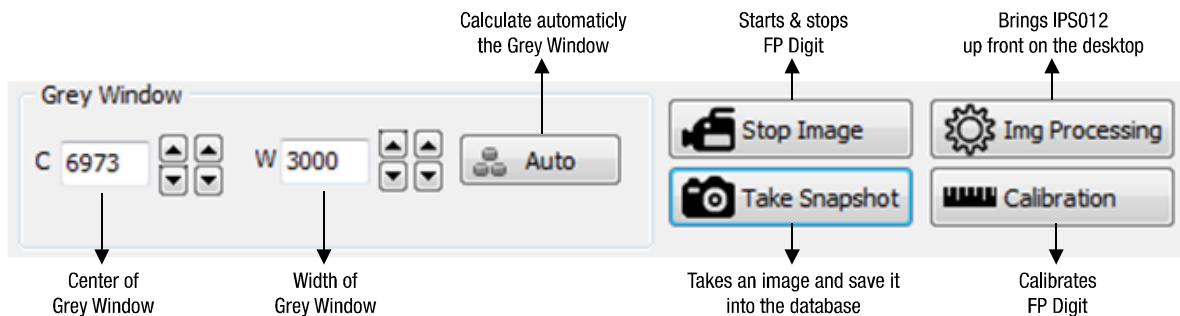 Calculate automaticly
the Grey Window
Starts & stops
FP Digit
Brings IPS012
up front on the desktop
Grey Window
C 6973
W 3000
Auto
Stop Image
Img Processing
Take Snapshot
Calibration
Center of
Grey Window
Width of
Grey Window
Takes an image and save it
into the database
Calibrates
FP Digit